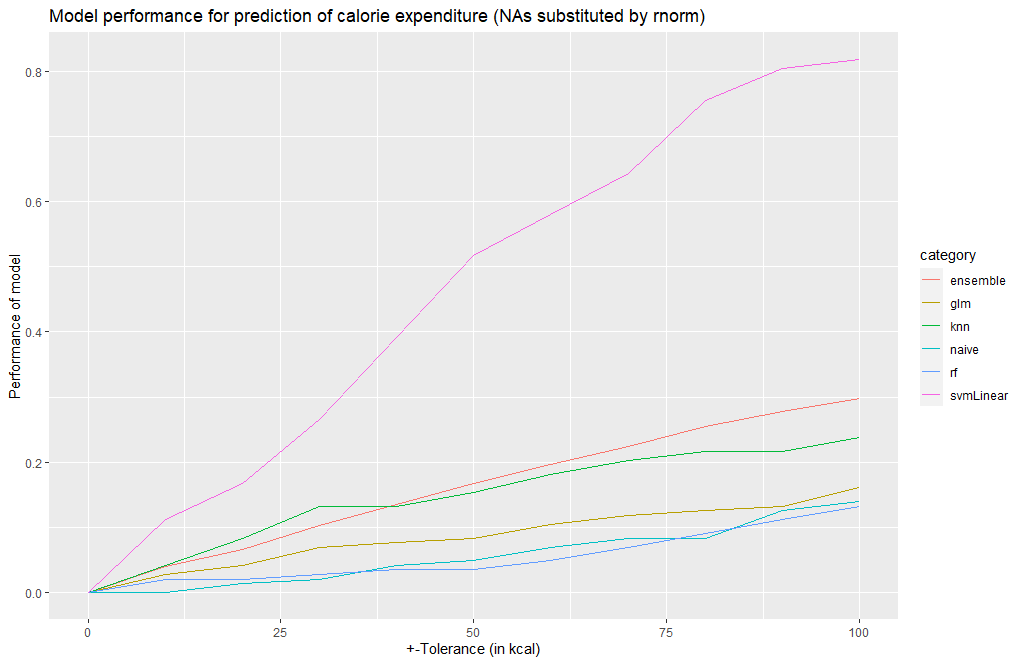 Model performance for prediction of calorie expenditure (NAs substituted by rnorm)
Performance of model
0.8
0.6
0.4
0.2
0.0
0 25 50 75 100
+-Tolerance (in kcal)
category
ensemble
glm
knn
naive
rf
svmLinear